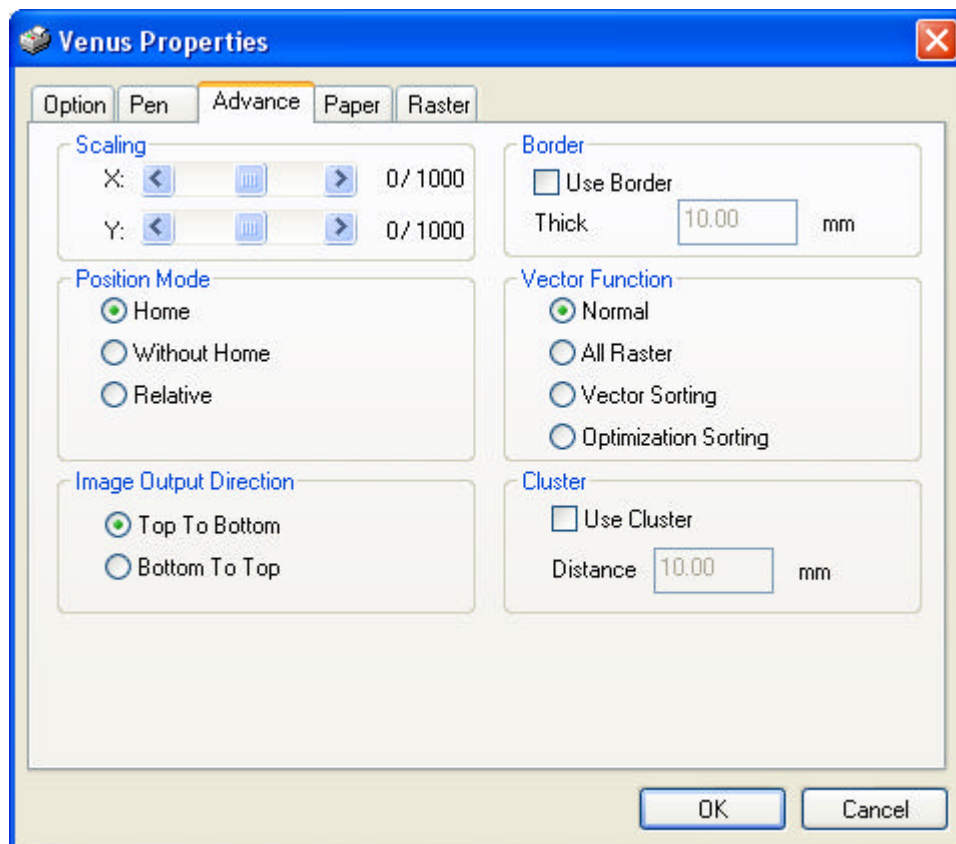 Venus Properties
Option Pen Advance Paper Raster
Scaling
X: 0/ 1000
Y: 0/ 1000
Border
Use Border
Thick 10.00 mm
Position Mode
Home
Without Home
Relative
Vector Function
Normal
All Raster
Vector Sorting
Optimization Sorting
Image Output Direction
Top To Bottom
Bottom To Top
Cluster
Use Cluster
Distance 10.00 mm
OK Cancel